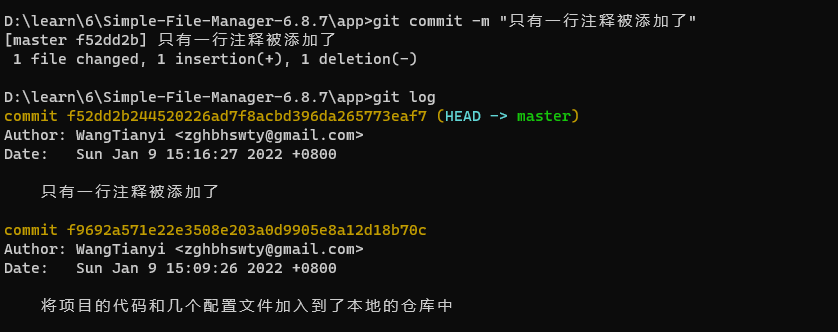 D:\learn\6\Simple-File-Manager-6.8.7\app>git commit -m "只有一行注释被添加了"
[master f52dd2b] 只有一行注释被添加了
 1 file changed, 1 insertion(+), 1 deletion(-)
D:\learn\6\Simple-File-Manager-6.8.7\app>git log
commit f52dd2b244520226ad7f8acbd396da265773eaf7 (HEAD -> master)
Author: WangTianyi <zghbhswty@gmail.com>
Date:   Sun Jan 9 15:16:27 2022 +0800
    只有一行注释被添加了
commit f9692a571e22e3508e203a0d9905e8a12d18b70c
Author: WangTianyi <zghbhswty@gmail.com>
Date:   Sun Jan 9 15:09:26 2022 +0800
    将项目的代码和几个配置文件加入到了本地的仓库中